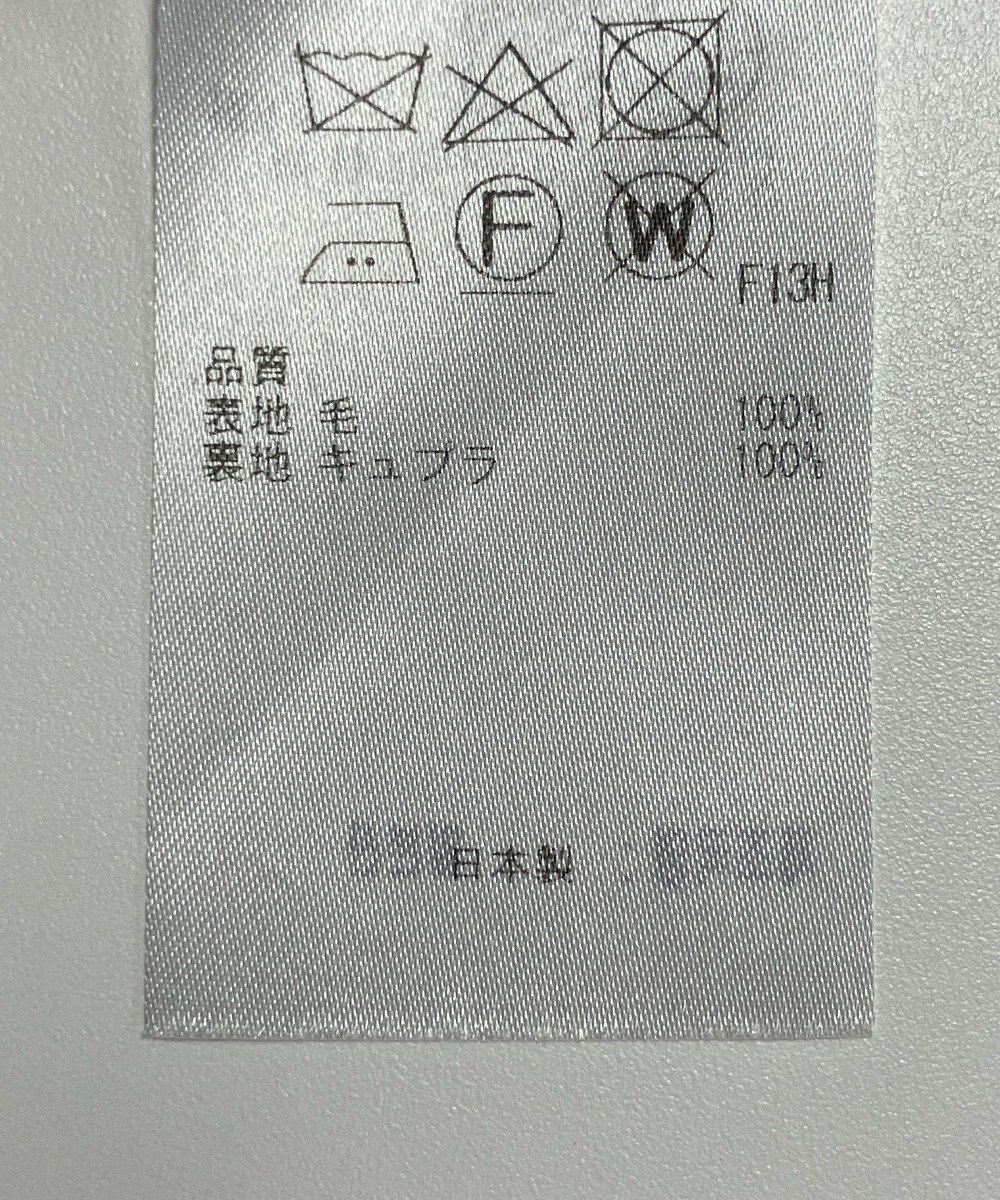 F
W
F13H
品質
表地 毛 100%
裏地 キュプラ 100%
日本製